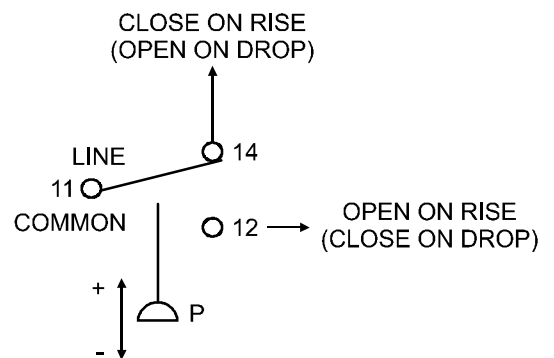 CLOSE ON RISE
(OPEN ON DROP)
LINE
14
11
COMMON
12
OPEN ON RISE
(CLOSE ON DROP)
+
P
-